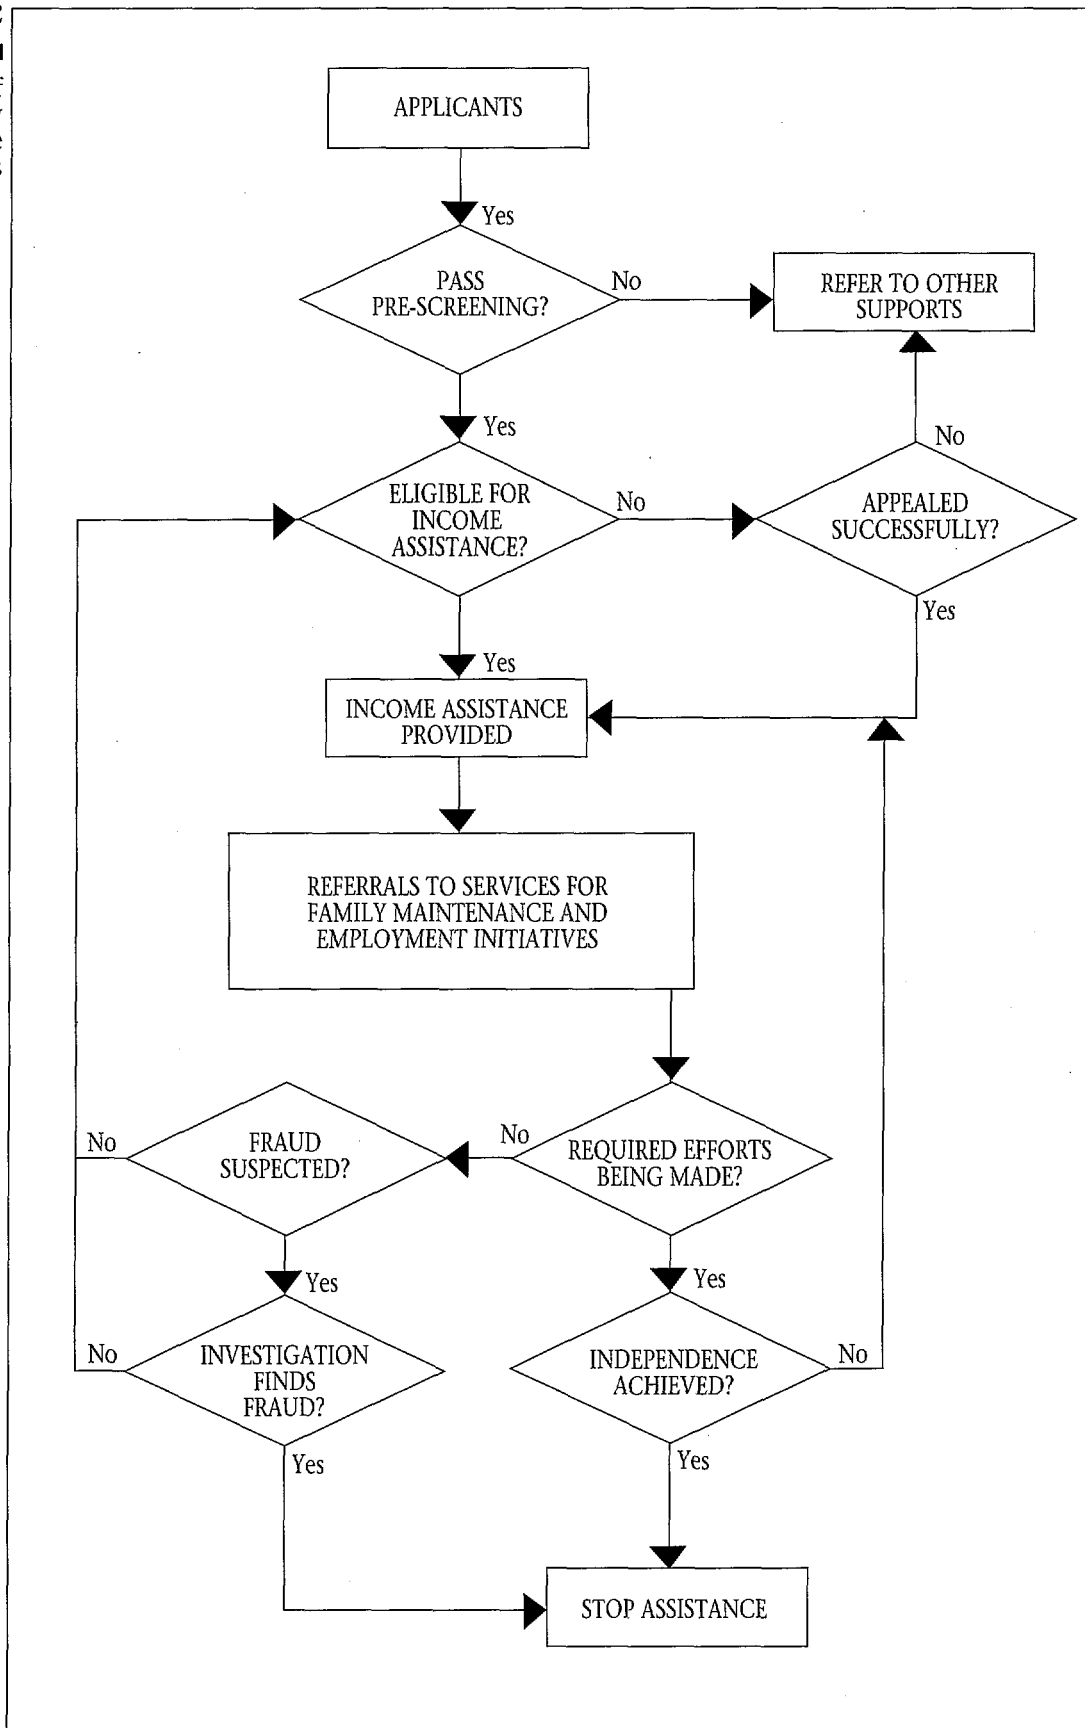 APPLICANTS
Yes
PASS
PRE-SCREENING?
No
REFER TO OTHER
SUPPORTS
Yes
No
ELIGIBLE FOR
INCOME
ASSISTANCE?
No
APPEALED
SUCCESSFULLY?
Yes
Yes
INCOME ASSISTANCE
PROVIDED
REFERRALS TO SERVICES FOR
FAMILY MAINTENANCE AND
EMPLOYMENT INITIATIVES
No
FRAUD
SUSPECTED?
No
REQUIRED EFFORTS
BEING MADE?
Yes
Yes
No
INVESTIGATION
FINDS
FRAUD?
INDEPENDENCE
ACHIEVED?
No
Yes
Yes
STOP ASSISTANCE